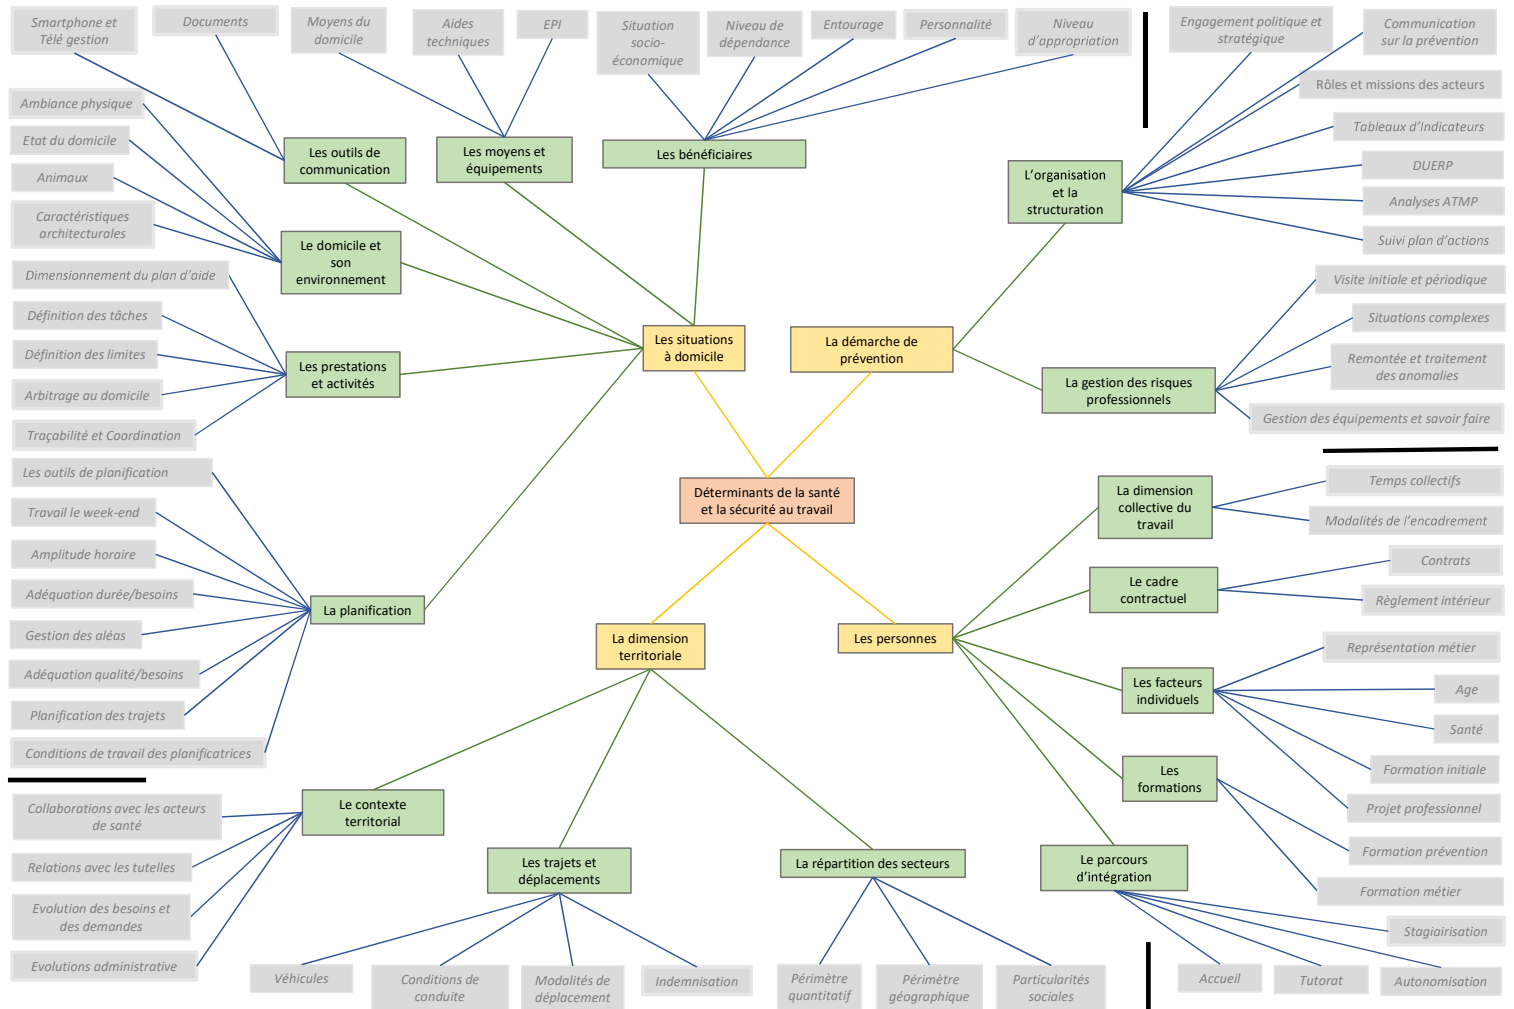 Smartphone et
Télé gestion
Documents
Moyens du
domicile
Aides
techniques
EPI
Situation
socio-
économique
Niveau de
dépendance
Entourage
Personnalité
Niveau
d’appropriation
Engagement politique et
stratégique
Communication
sur la prévention
Rôles et missions des acteurs
Tableaux d’Indicateurs
DUERP
Analyses ATMP
Suivi plan d’actions
Ambiance physique
Etat du domicile
Animaux
Caractéristiques
architecturales
Les outils de
communication
Les moyens et
équipements
Les bénéficiaires
L’organisation
et la
structuration
Le domicile et
son
environnement
Dimensionnement du plan d’aide
Définition des tâches
Définition des limites
Arbitrage au domicile
Traçabilité et Coordination
Les prestations
et activités
Les situations
à domicile
La démarche de
prévention
La gestion des risques
professionnels
Visite initiale et périodique
Situations complexes
Remontée et traitement
des anomalies
Gestion des équipements et savoir faire
Les outils de planification
Travail le week-end
Amplitude horaire
Adéquation durée/besoins
Gestion des aléas
Adéquation qualité/besoins
Planification des trajets
Conditions de travail des planificatrices
La planification
Déterminants de la santé
et la sécurité au travail
La dimension
territoriale
Les personnes
La dimension
collective du
travail
Temps collectifs
Modalités de l’encadrement
Le cadre
contractuel
Contrats
Règlement intérieur
Les facteurs
individuels
Représentation métier
Age
Santé
Formation initiale
Projet professionnel
Les
formations
Formation prévention
Formation métier
Le parcours
d’intégration
Stagiairisation
Accueil
Tutorat
Autonomisation
Collaborations avec les acteurs
de santé
Relations avec les tutelles
Evolution des besoins et
des demandes
Evolutions administrative
Le contexte
territorial
Les trajets et
déplacements
La répartition des secteurs
Véhicules
Conditions de
conduite
Modalités de
déplacement
Indemnisation
Périmètre
quantitatif
Périmètre
géographique
Particularités
sociales